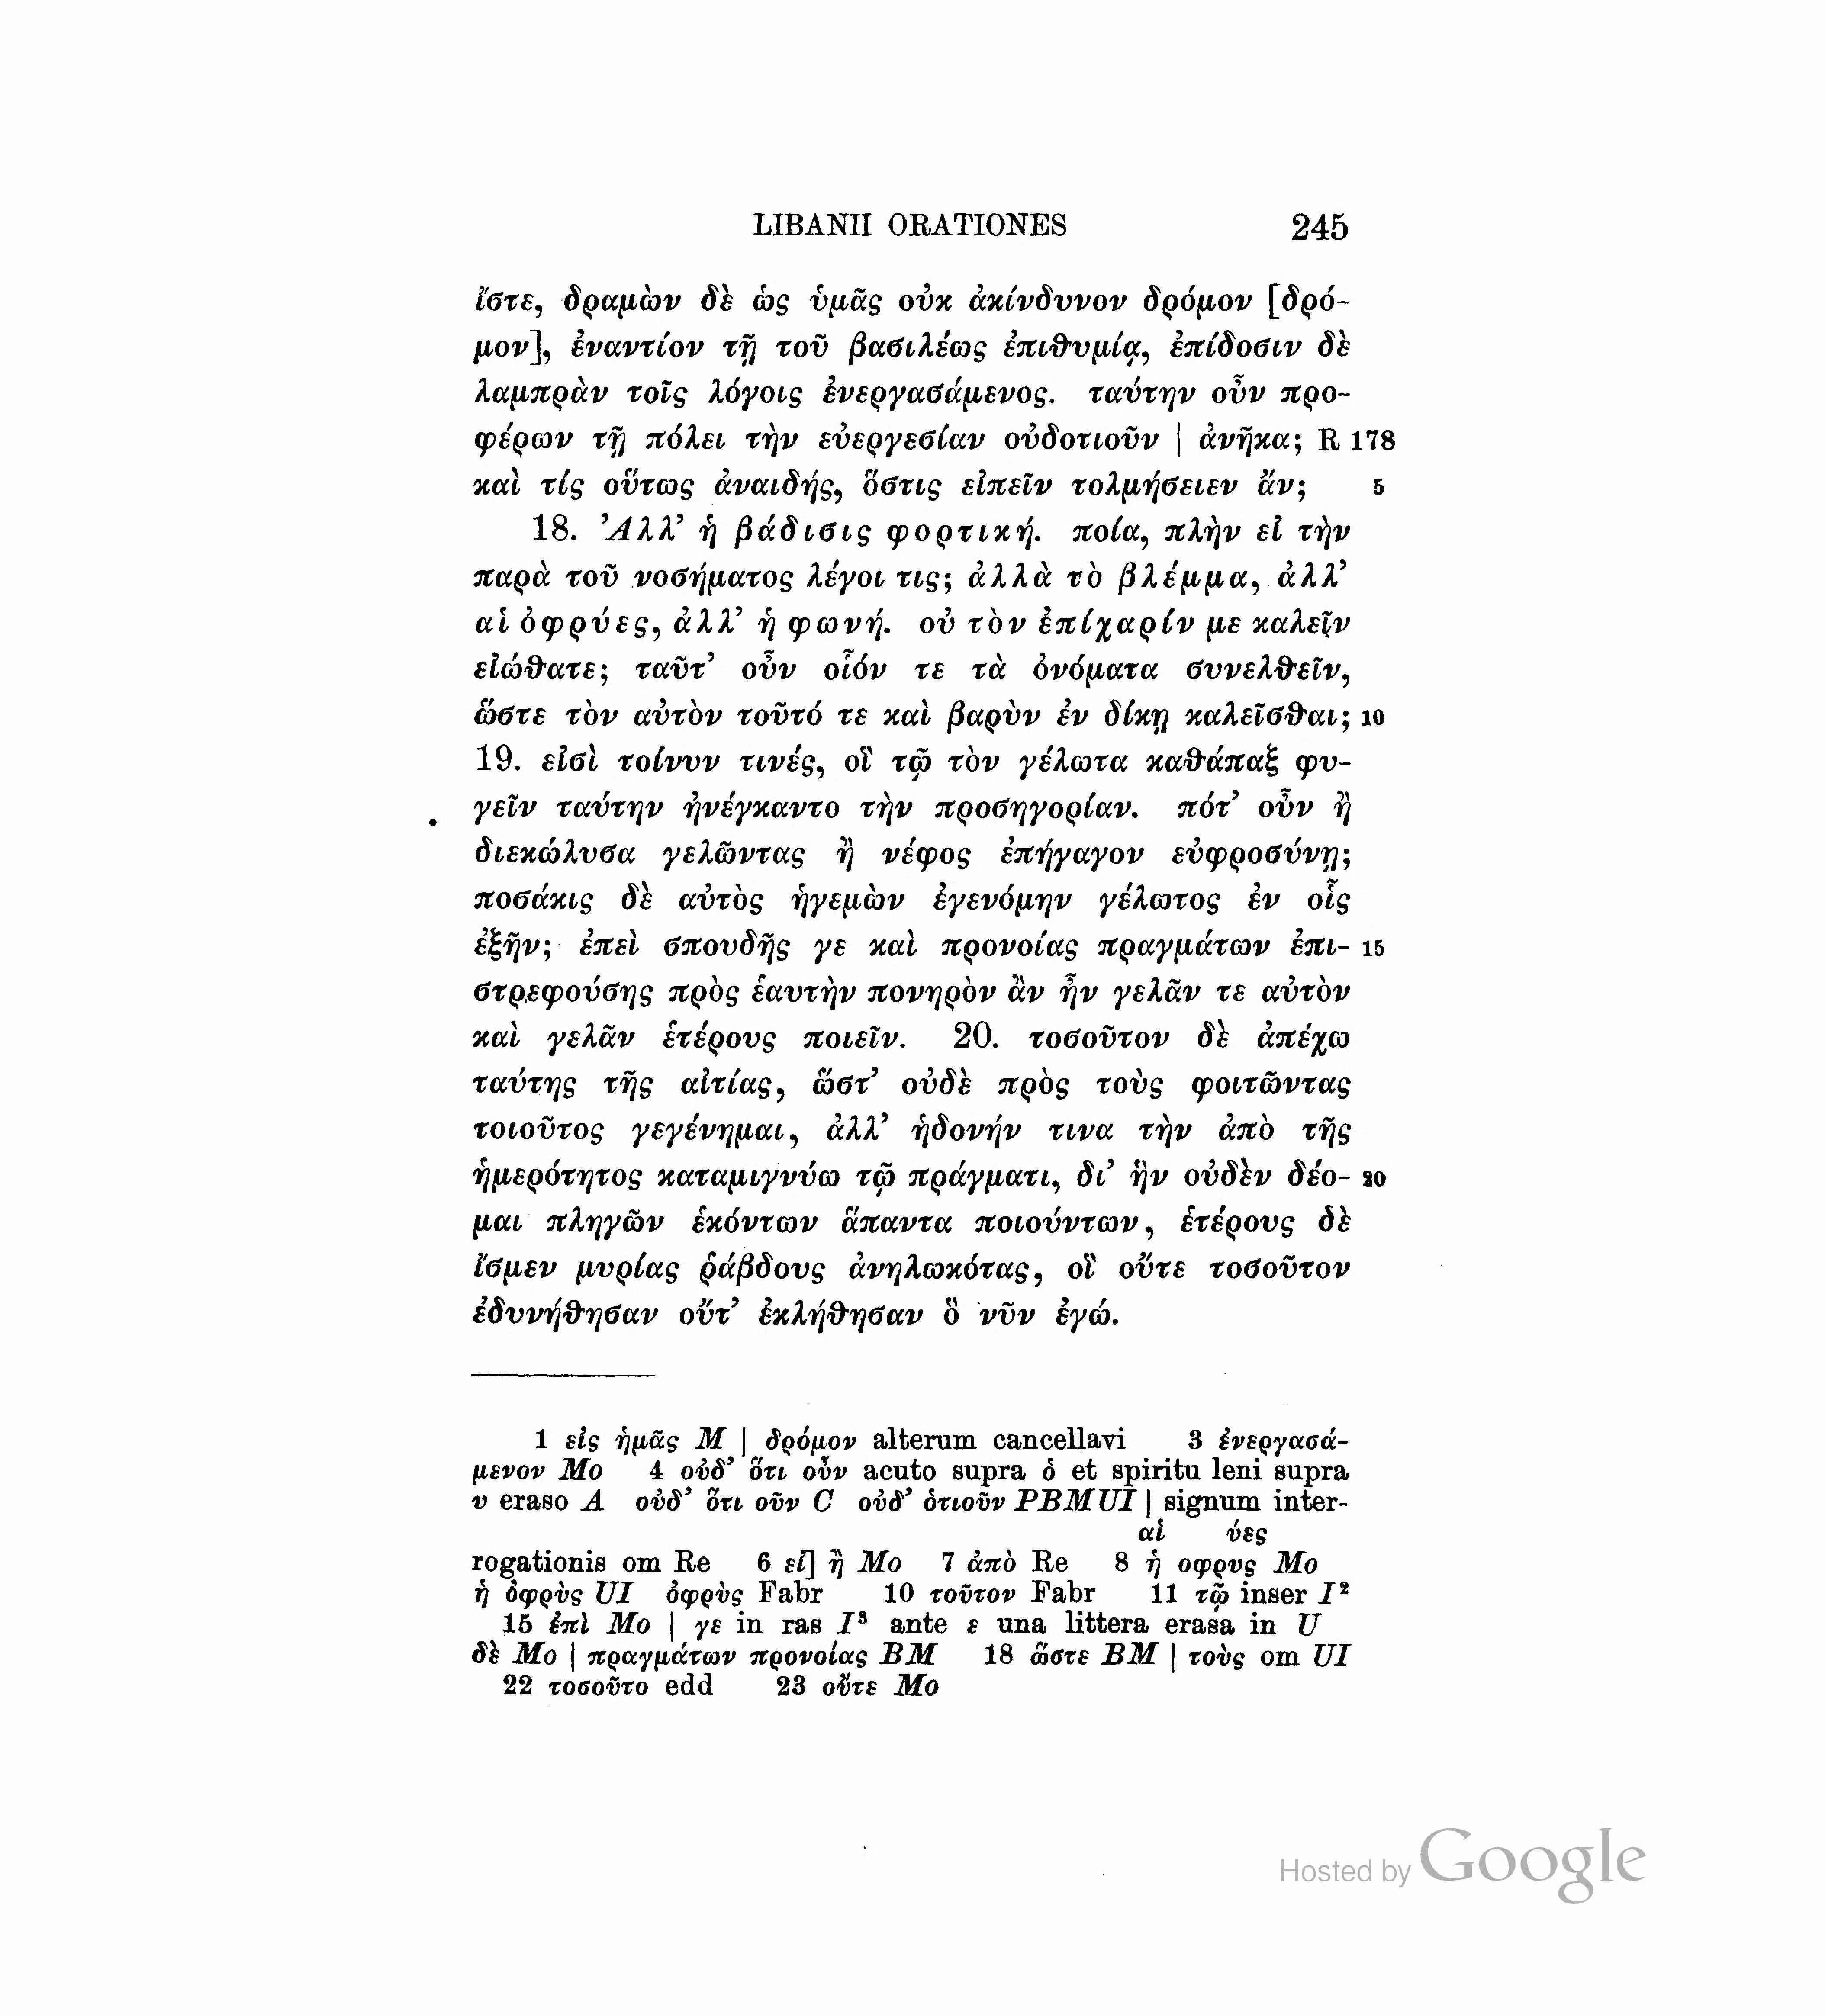 LIBANII ORATIONES 245
ἴστε, δραμὼν δὲ ὡς ὑμᾶς οὐκ ἀκίνδυνον δρόμον [δρό-
μον], ἐναντίον τῇ τοῦ βασιλέως ἐπιθυμίᾳ, ἐπίδοσιν δὲ
λαμπρὰν τοῖς λόγοις ἐνεργασάμενος. ταύτην οὖν προ-
φέρων τῇ πόλει τὴν εὐεργεσίαν οὐδοτιοῦν | ἀνῆκα; R 178
καὶ τίς οὕτως ἀναιδής, ὅστις εἰπεῖν τολμήσειεν ἄν; 5
18. Ἀλλ’ ἡ βάδισις φορτική. ποία, πλὴν εἰ τὴν
παρὰ τοῦ νοσήματος λέγοι τις; ἀλλὰ τὸ βλέμμα, ἀλλ’
αἱ ὀφρύες, ἀλλ’ ἡ φωνή. οὐ τὸν ἐπίχαρίν με καλεῖν
εἰώθατε; ταῦτ’ οὖν οἷόν τε τὰ ὀνόματα συνελθεῖν,
ὥστε τὸν αὐτὸν τοῦτό τε καὶ βαρὺν ἐν δίκῃ καλεῖσθαι; 10
19. εἰσὶ τοίνυν τινές, οἳ τῷ τὸν γέλωτα καθάπαξ φυ-
γεῖν ταύτην ἠνέγκαντο τὴν προσηγορίαν. πότ’ οὖν ἢ
διεκώλυσα γελῶντας ἢ νέφος ἐπήγαγον εὐφροσύνῃ;
ποσάκις δὲ αὐτὸς ἡγεμὼν ἐγενόμην γέλωτος ἐν οἷς
ἐξῆν; ἐπεὶ σπουδῆς γε καὶ προνοίας πραγμάτων ἐπι- 15
στρεφούσης πρὸς ἑαυτὴν πονηρὸν ἂν ἦν γελᾶν τε αὐτὸν
καὶ γελᾶν ἑτέρους ποιεῖν. 20. τοσοῦτον δὲ ἀπέχω
ταύτης τῆς αἰτίας, ὥστ’ οὐδὲ πρὸς τοὺς φοιτῶντας
τοιοῦτος γεγένημαι, ἀλλ’ ἡδονήν τινα τὴν ἀπὸ τῆς
ἡμερότητος καταμιγνύω τῷ πράγματι, δι’ ἣν οὐδὲν δέο- 20
μαι πληγῶν ἑκόντων ἅπαντα ποιούντων, ἑτέρους δὲ
ἴσμεν μυρίας ῥάβδους ἀνηλωκότας, οἳ οὔτε τοσοῦτον
ἐδυνήθησαν οὔτ’ ἐκλήθησαν ὃ νῦν ἐγώ.
1 εἰς ἡμᾶς M | δρόμον alterum cancellavi 3 ἐνεργασά-
μενον Mo 4 οὐδ’ ὅτι οὖν acuto supra ὁ et spiritu leni supra
υ eraso A οὐδ’ ὅτι οῦν C οὐδ’ ὁτιοῦν PBMUI | signum inter-
αἱ ύες
rogationis om Re 6 εἰ] ἢ Mo 7 ἀπὸ Re 8 ἡ οφρυς Mo
ἡ ὀφρὺς UI ὀφρὺς Fabr 10 τοῦτον Fabr 11 τῷ inser I²
15 ἐπὶ Mo | γε in ras I³ ante ε una littera erasa in U
δὲ Mo | πραγμάτων προνοίας BM 18 ὥστε BM | τοὺς om UI
22 τοσοῦτο edd 23 οὔτε Mo
Hosted by Google